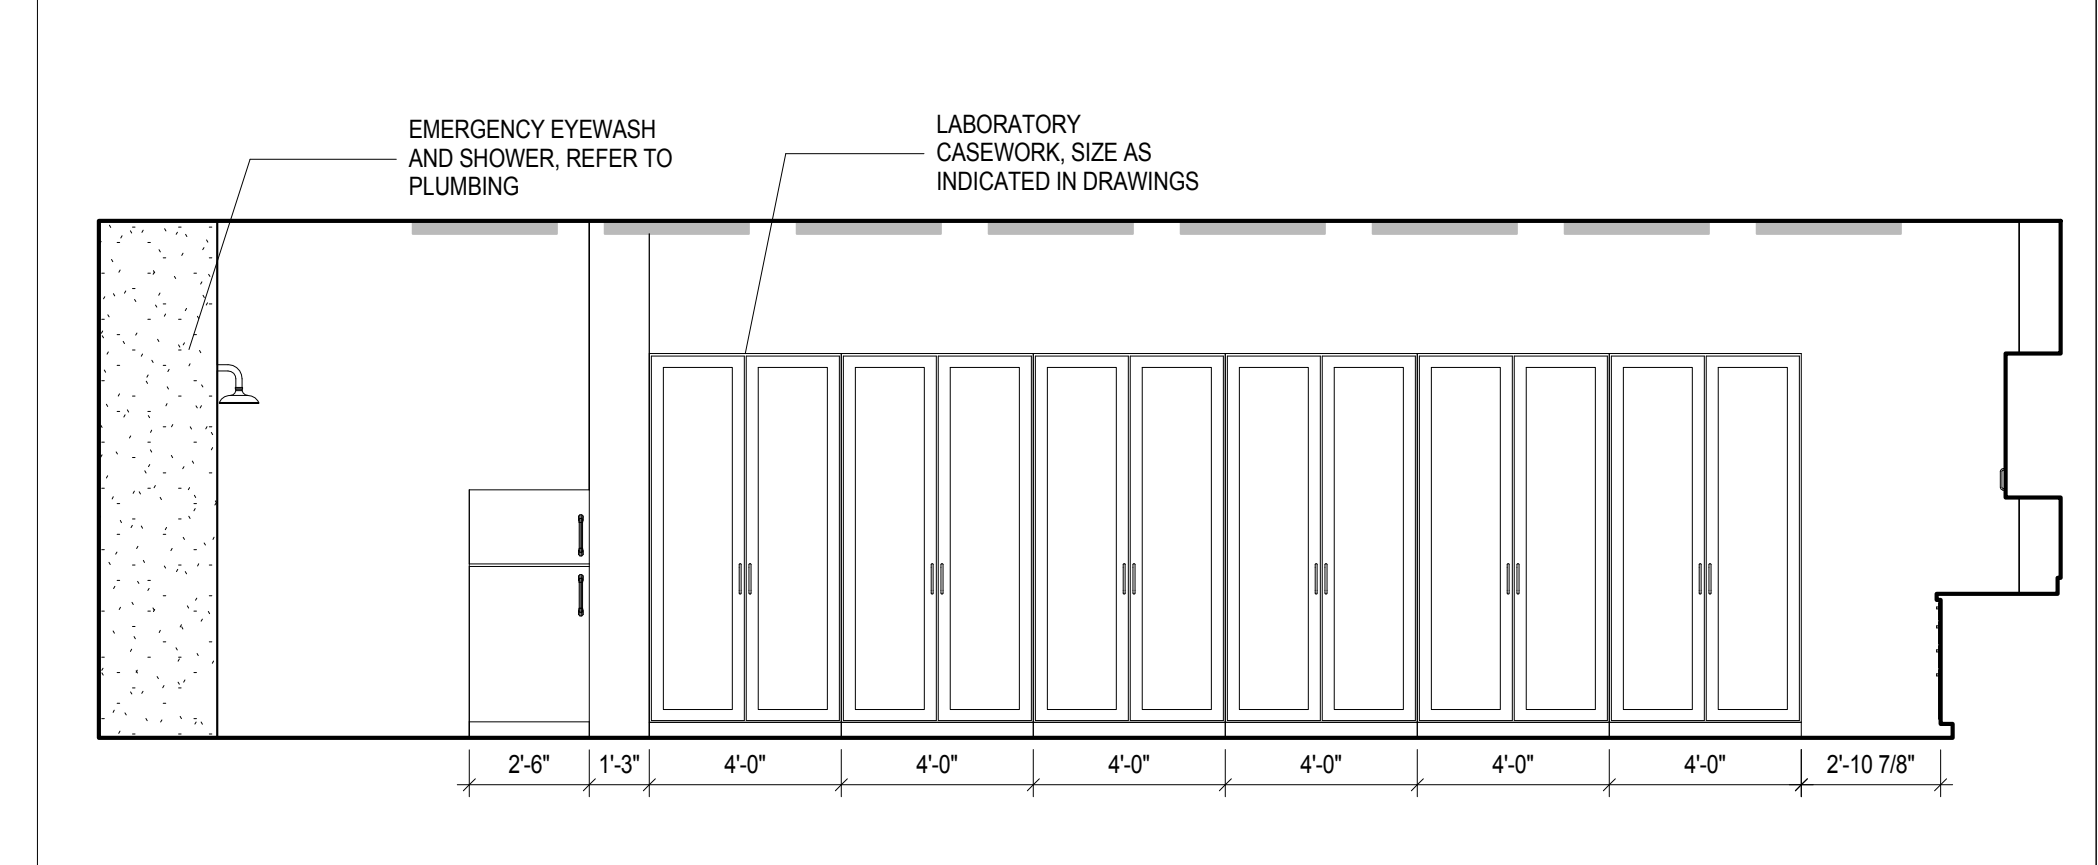 EMERGENCY EYEWASH
AND SHOWER, REFER TO
PLUMBING
LABORATORY
CASEWORK, SIZE AS
INDICATED IN DRAWINGS
2'-6"
1'-3"
4'-0"
4'-0"
4'-0"
4'-0"
4'-0"
4'-0"
2'-10 7/8"